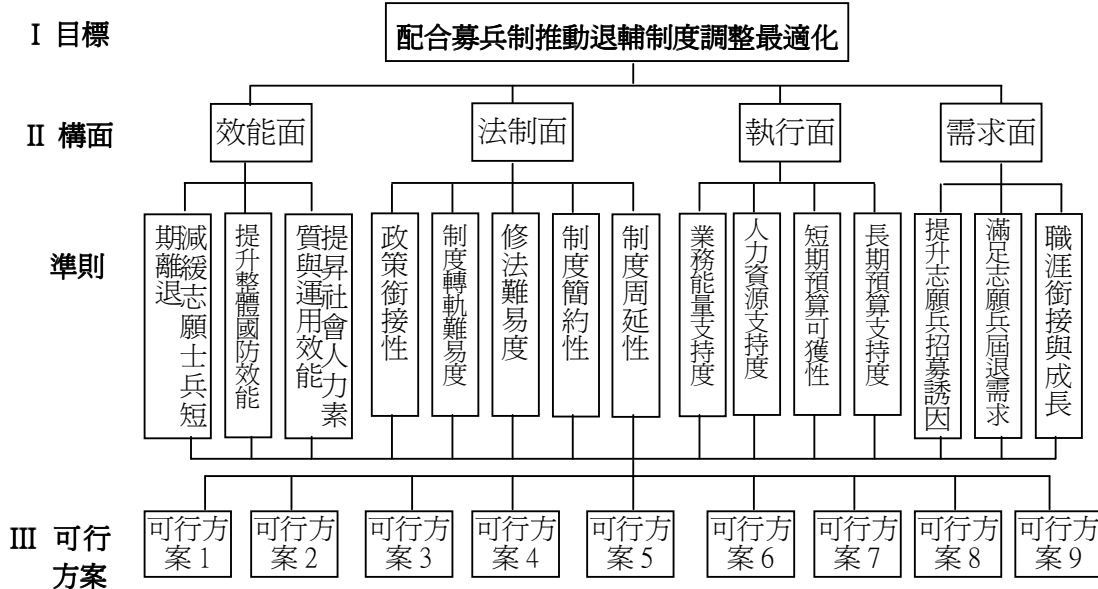 I 目標
配合募兵制推動退輔制度調整最適化
II 構面
效能面
法制面
執行面
需求面
準則
減緩志願士兵短
期離退
提升整體國防效能
提昇社會人力素
質與運用效能
政策銜接性
制度轉軌難易度
修法難易度
制度簡約性
制度周延性
業務能量支持度
人力資源支持度
短期預算可獲性
長期預算支持度
提升志願兵招募誘因
滿足志願兵屆退需求
職涯銜接與成長
III 可行
方案
可行方
案 1
可行方
案 2
可行方
案 3
可行方
案 4
可行方
案 5
可行方
案 6
可行方
案 7
可行方
案 8
可行方
案 9